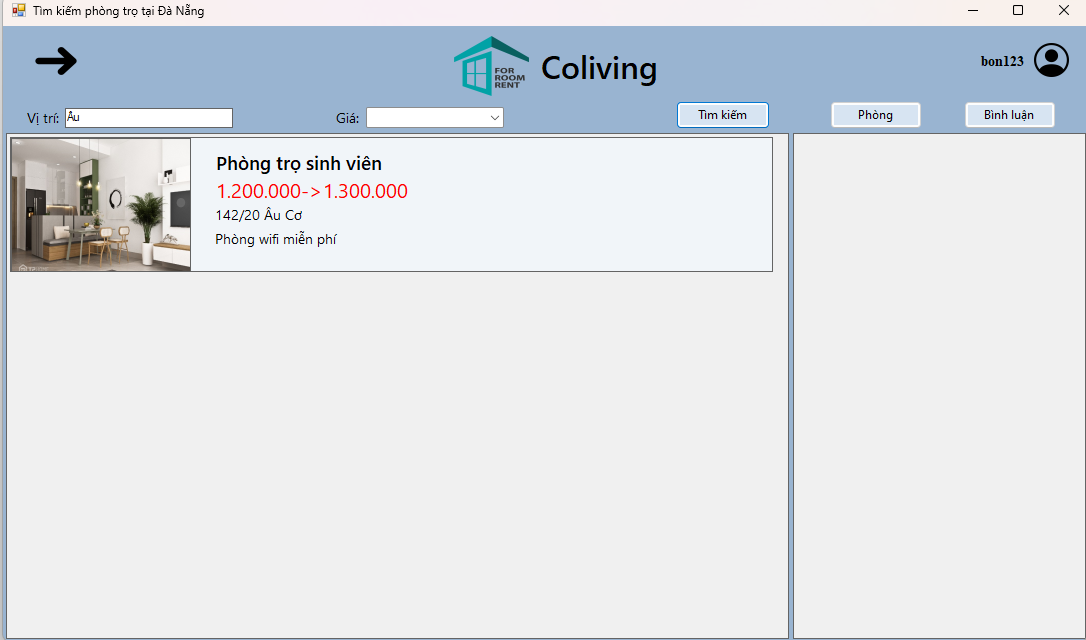 Tìm kiếm phòng trọ tại Đà Nẵng
FOR
ROOM
RENT
Coliving
bon123
Vị trí: Âu
Giá:
Tìm kiếm
Phòng
Bình luận
Phòng trọ sinh viên
1.200.000->1.300.000
142/20 Âu Cơ
Phòng wifi miễn phí